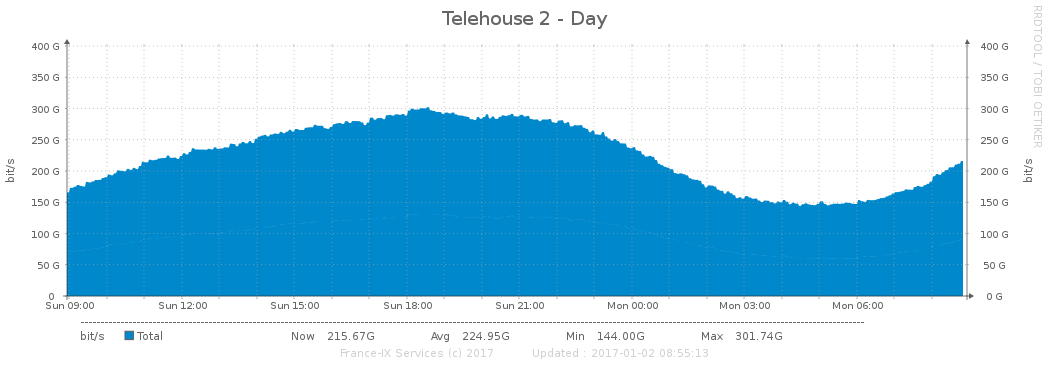 Telehouse 2 - Day
RRDTOOL / TOBI OETIKER
400 G 400 G
350 G 350 G
300 G 300 G
250 G 250 G
200 G 200 G
150 G 150 G
100 G 100 G
50 G 50 G
0 0 G
bit/s bit/s
Sun 09:00 Sun 12:00 Sun 15:00 Sun 18:00 Sun 21:00 Mon 00:00 Mon 03:00 Mon 06:00
bit/s Total Now 215.67G Avg 224.95G Min 144.00G Max 301.74G
France-IX Services (c) 2017 Updated : 2017-01-02 08:55:13